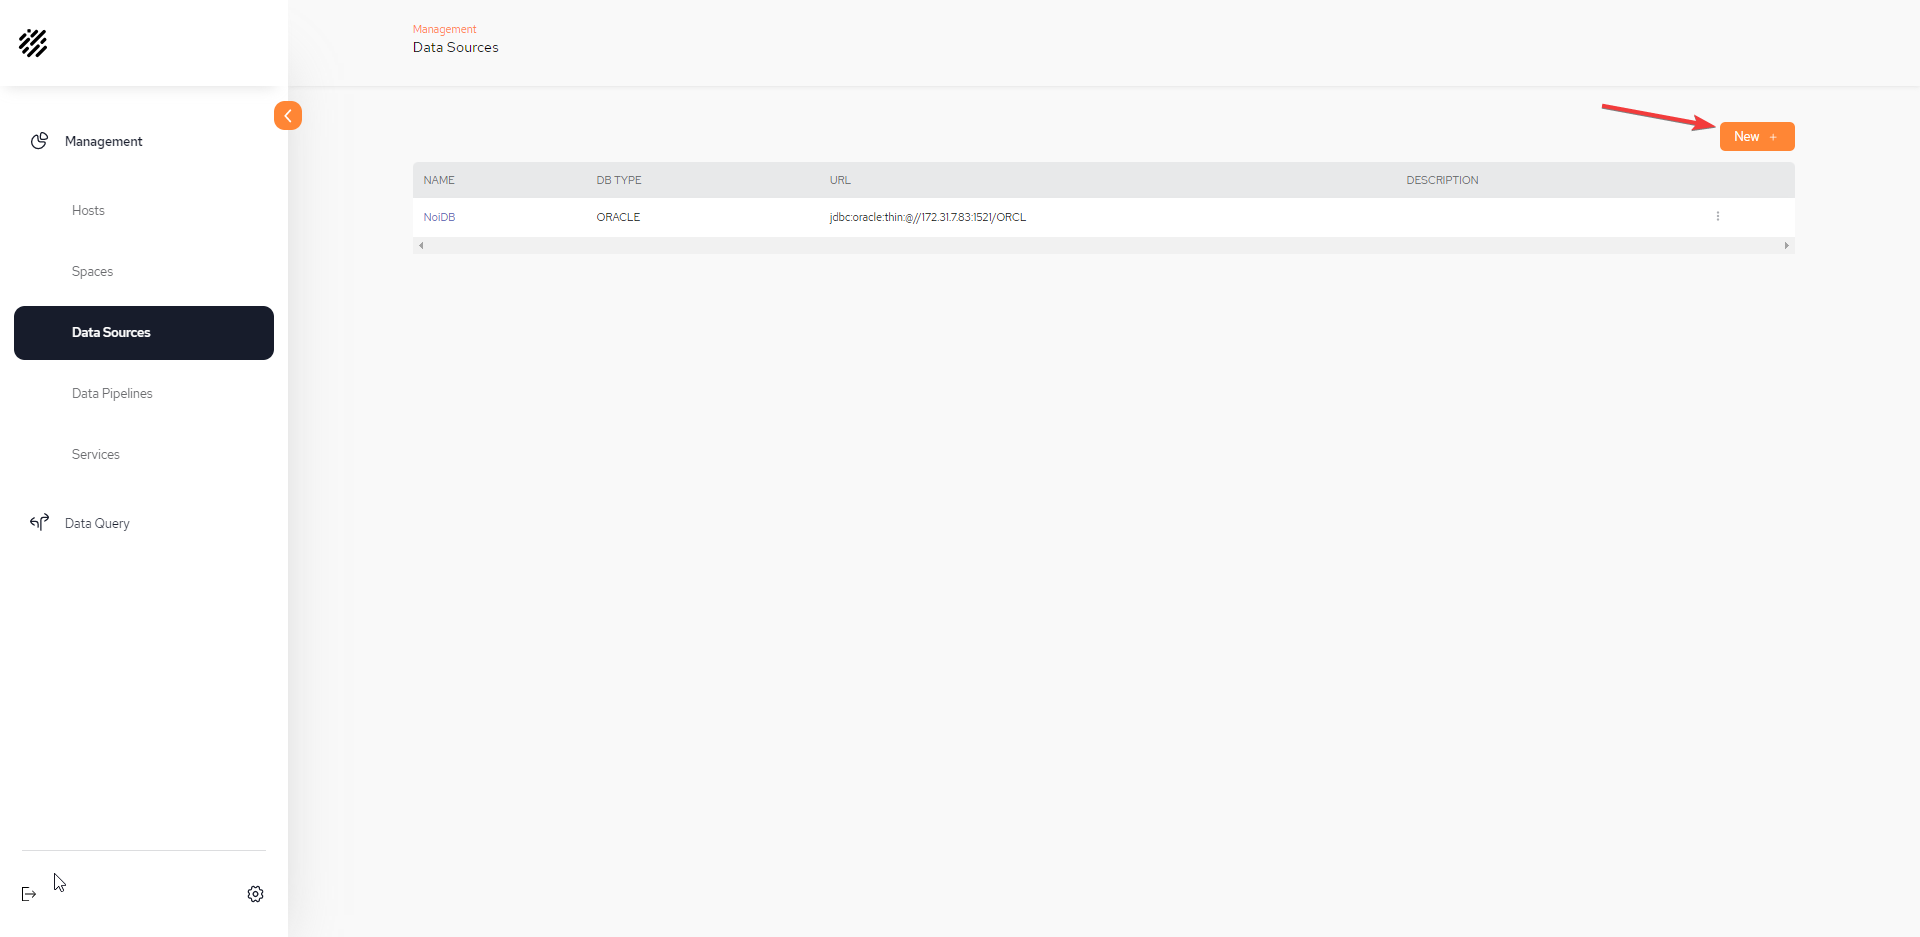 Management
Data Sources
Management
Hosts
Spaces
Data Sources
Data Pipelines
Services
Data Query
New +
NAME DB TYPE URL DESCRIPTION
NoiDB ORACLE jdbc:oracle:thin:@//172.31.7.83:1521/ORCL